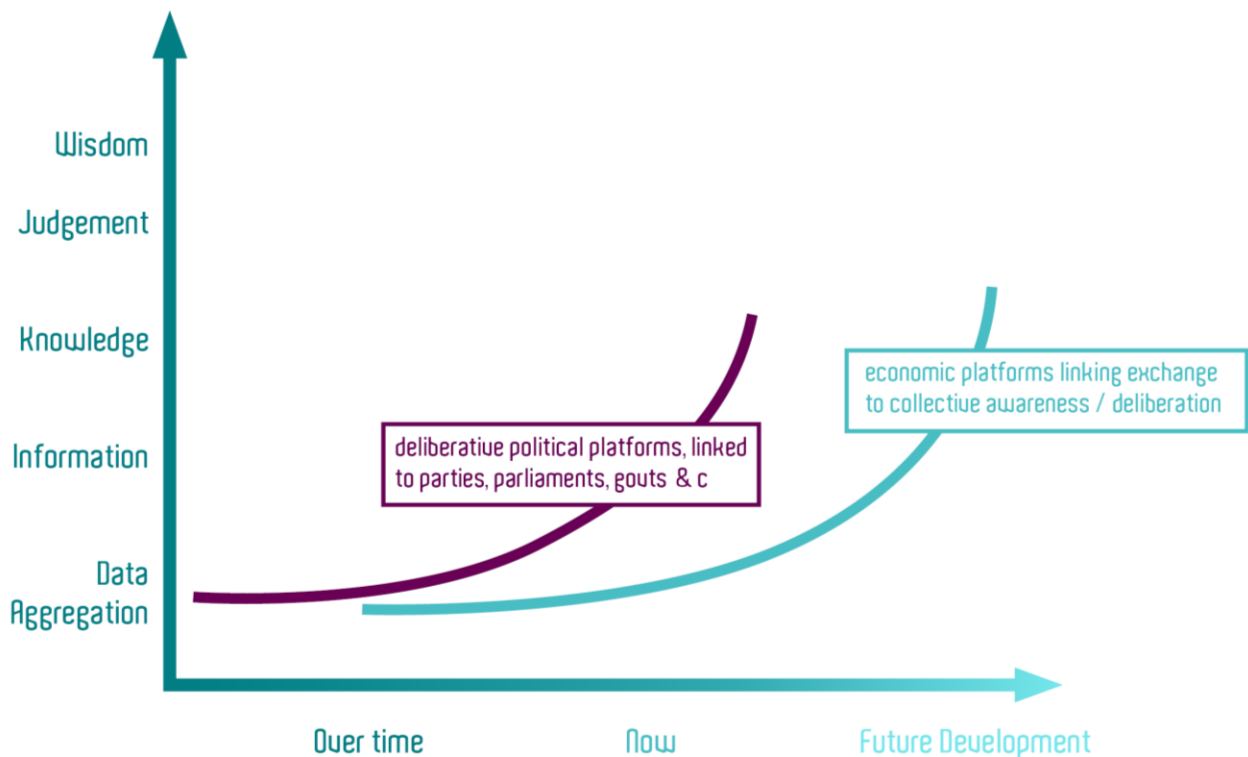 Wisdom
Judgement
Knowledge
economic platforms linking exchange
to collective awareness / deliberation
Information
deliberative political platforms, linked
to parties, parliaments, gouts & c
Data
Aggregation
Over time
Now
Future Development